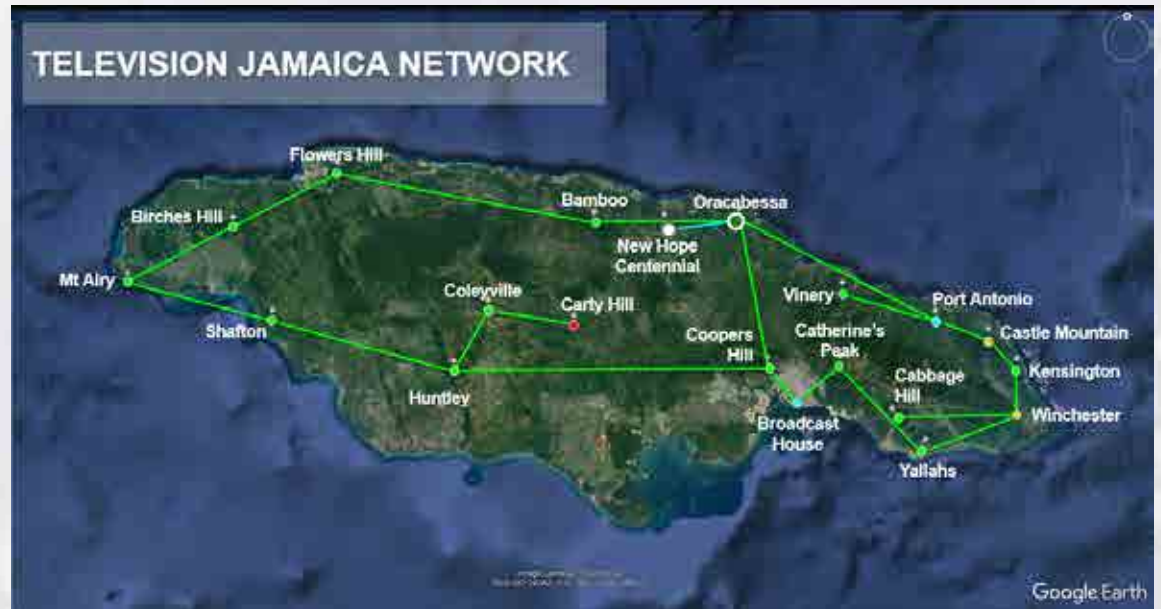 TELEVISION JAMAICA NETWORK
Flowers Hill
Birches Hill
Bamboo
Oracabessa
New Hope
Centennial
Mt Airy
Coleyville
Carty Hill
Vinery
Port Antonio
Shafton
Coopers
Hill
Catherine's
Peak
Castle Mountain
Cabbage
Hill
Kensington
Huntley
Broadcast
House
Winchester
Yallahs
Google Earth